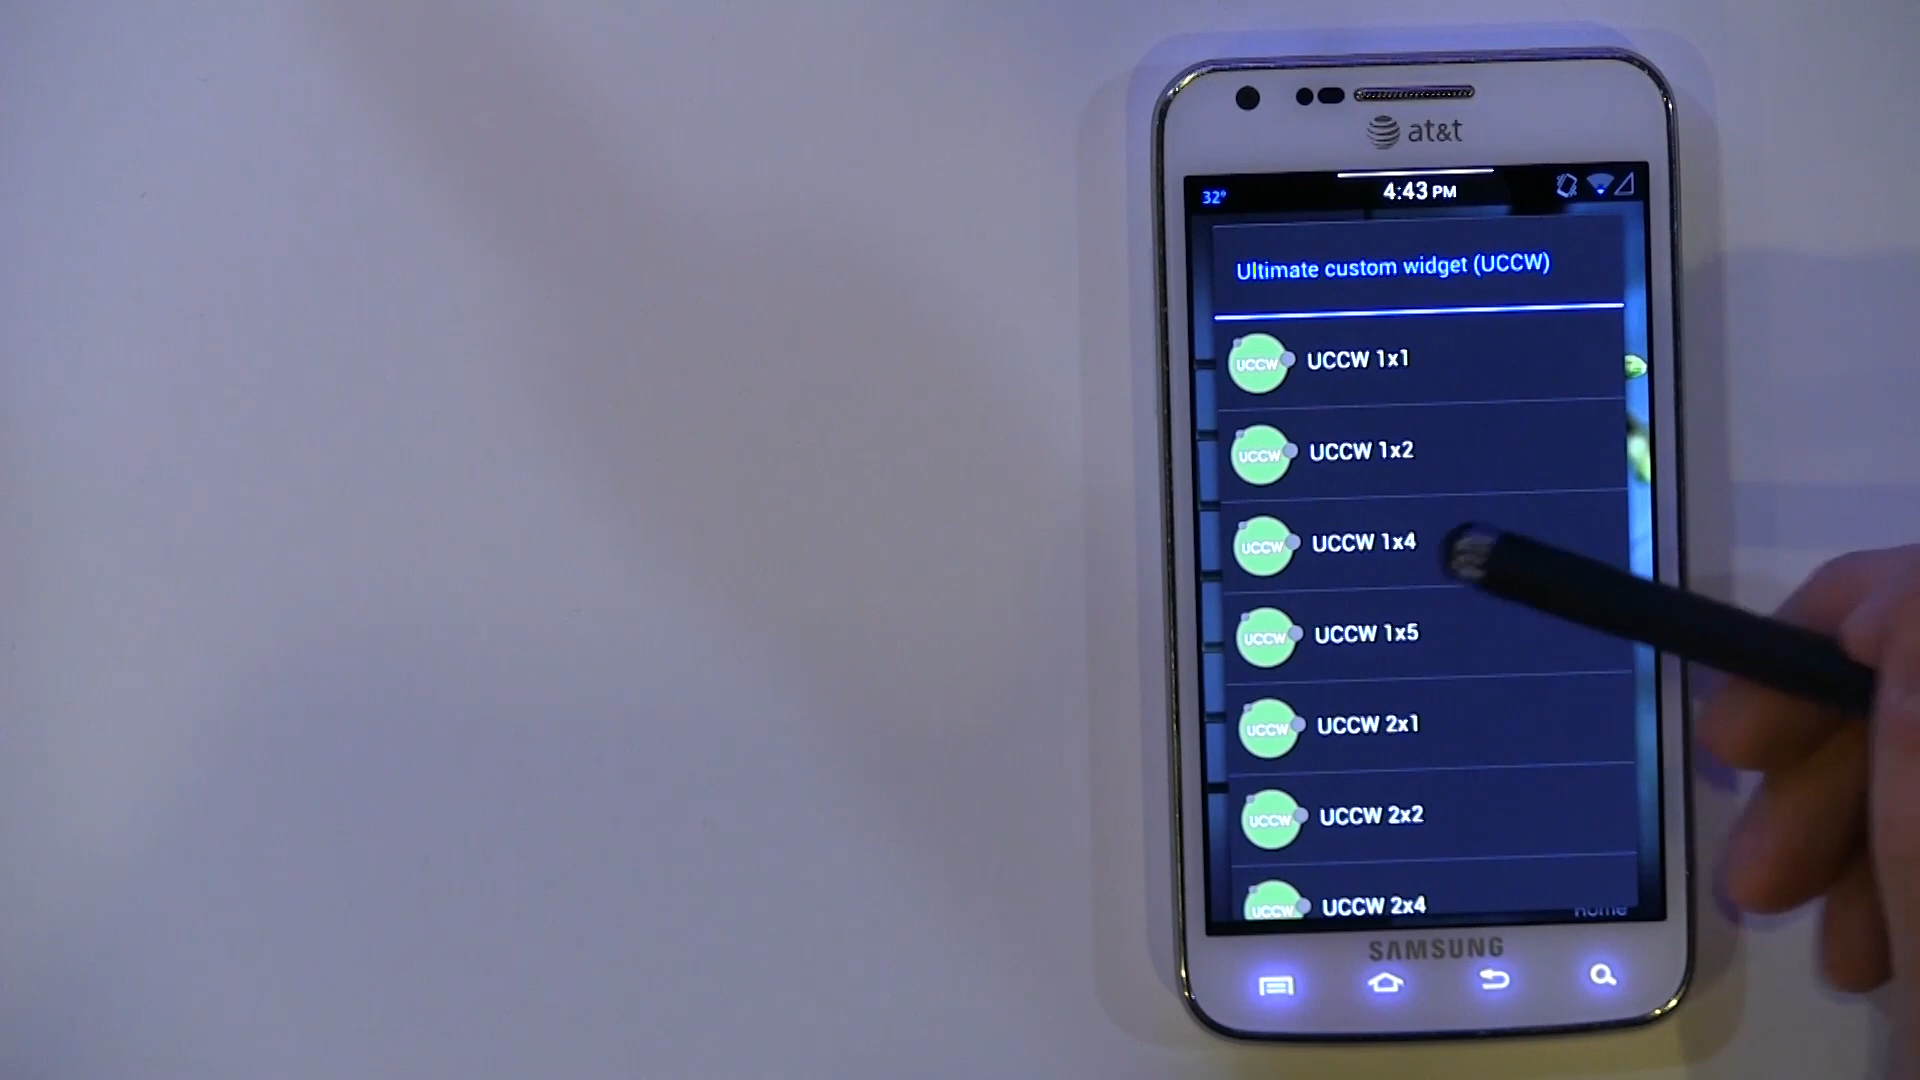 at&t
32°
4:43 PM
Ultimate custom widget (UCCW)
UCCW UCCW 1x1
UCCW UCCW 1x2
UCCW UCCW 1x4
UCCW UCCW 1x5
UCCW UCCW 2x1
UCCW UCCW 2x2
UCCW UCCW 2x4
Home
SAMSUNG